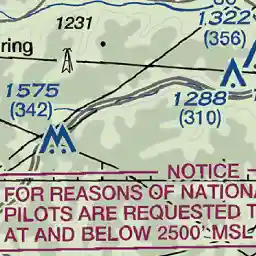 1231
1322
(356)
ring
1575
(342)
1288
(310)
NOTICE
FOR REASONS OF NATIONA
PILOTS ARE REQUESTED T
AT AND BELOW 2500' MSL